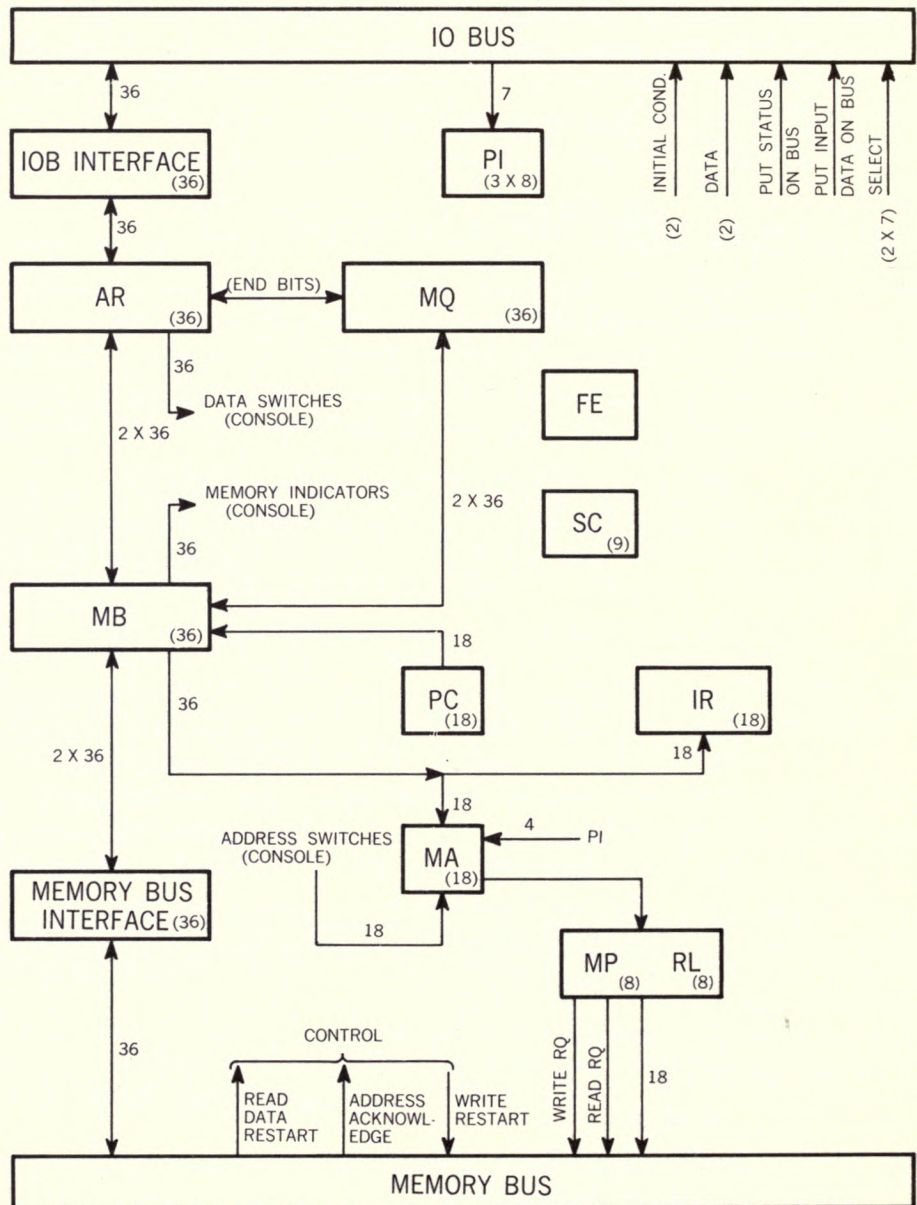 IO BUS
36
7
INITIAL COND.
(2)
DATA
(2)
PUT STATUS
ON BUS
PUT INPUT
DATA ON BUS
SELECT
(2 X 7)
IOB INTERFACE
(36)
PI
(3 X 8)
36
AR
(36)
(END BITS)
MQ
(36)
36
DATA SWITCHES
(CONSOLE)
FE
2 X 36
MEMORY INDICATORS
(CONSOLE)
2 X 36
SC
(9)
36
MB
(36)
18
36
PC
(18)
IR
(18)
2 X 36
18
18
ADDRESS SWITCHES
(CONSOLE)
MA
(18)
4
PI
MEMORY BUS
INTERFACE (36)
18
MP
(8)
RL
(8)
36
CONTROL
READ
DATA
RESTART
ADDRESS
ACKNOWL-
EDGE
WRITE
RESTART
WRITE RQ
READ RQ
18
MEMORY BUS